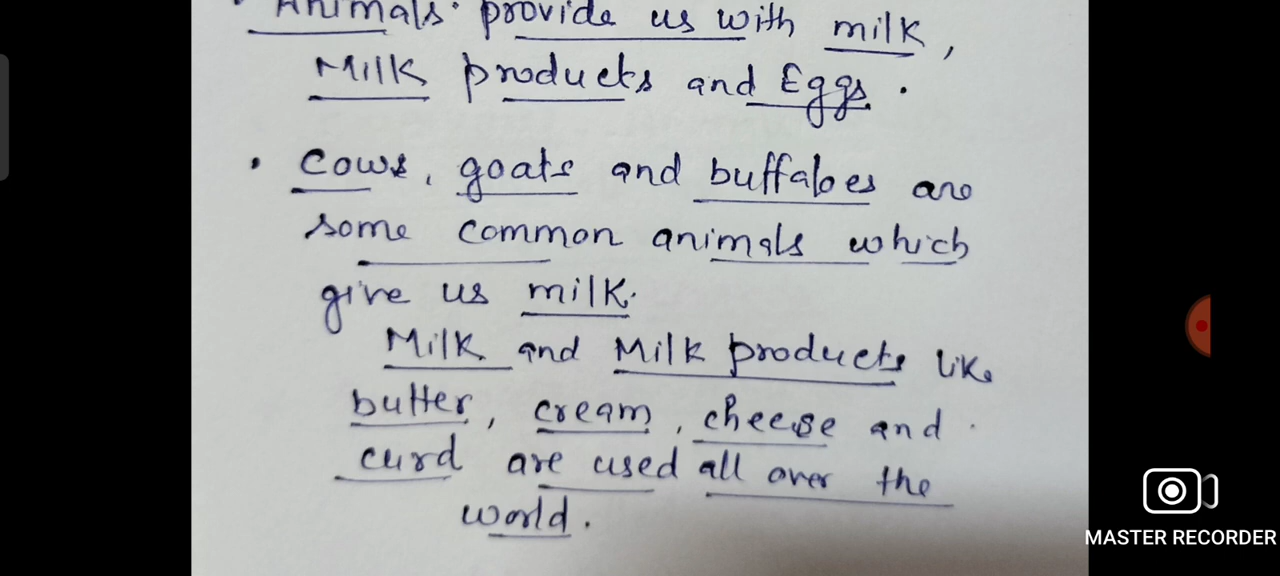 • Animals provide us with milk,
Milk products and Eggs.
• Cows, goats and buffaloes are
some common animals which
give us milk.
Milk and Milk products like
butter, cream, cheese and
curd are used all over the
world.
MASTER RECORDER